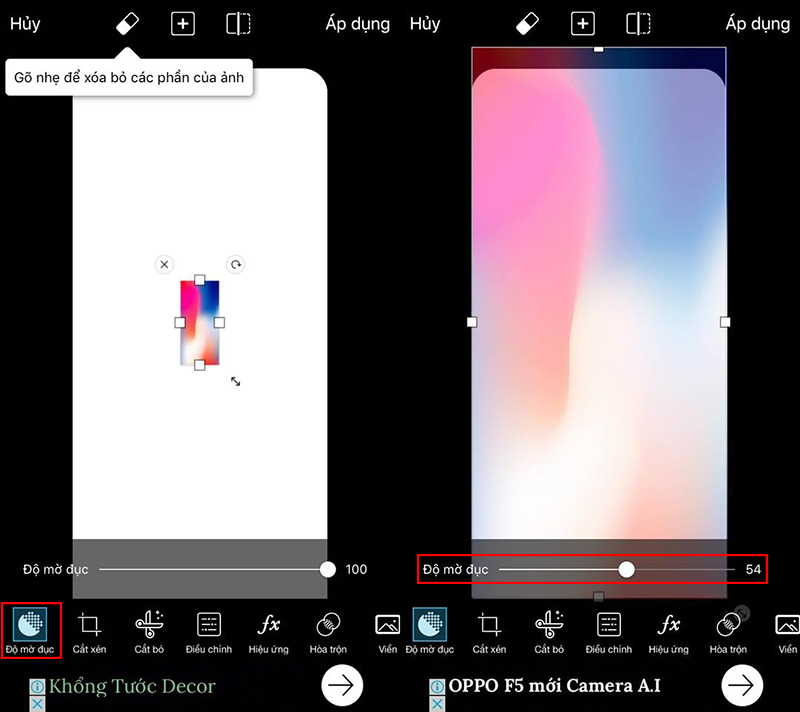 Hủy
Áp dụng
Gõ nhẹ để xóa bỏ các phần của ảnh
Độ mờ đục
100
Độ mờ đục
Cắt xén
Cắt bỏ
Điều chỉnh
Hiệu ứng
Hòa trộn
Viền
Khổng Tước Decor
Hủy
Áp dụng
Độ mờ đục
54
Độ mờ đục
Cắt xén
Cắt bỏ
Điều chỉnh
Hiệu ứng
Hòa trộn
Viền
OPPO F5 mới Camera A.I